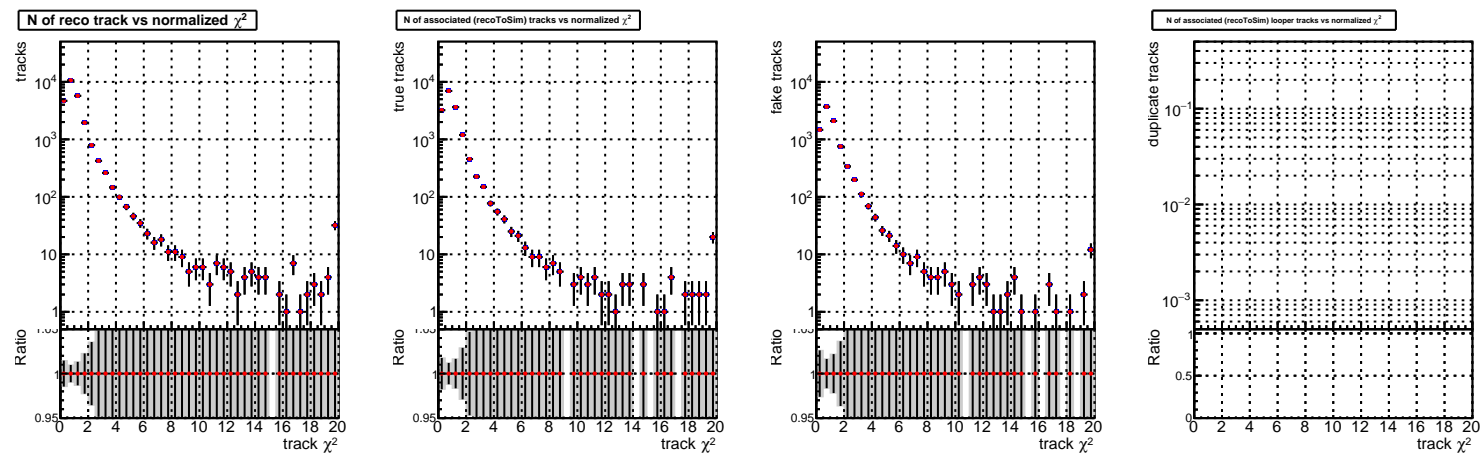 N of reco track vs normalized χ²
tracks
10⁴
10³
10²
10
1
Ratio
1.05
1
0.95
0 2 4 6 8 10 12 14 16 18 20
track χ²
N of associated (recoToSim) tracks vs normalized χ²
true tracks
10⁴
10³
10²
10
1
Ratio
1.05
1
0.95
0 2 4 6 8 10 12 14 16 18 20
track χ²
fake tracks
10⁴
10³
10²
10
1
Ratio
1.05
1
0.95
0 2 4 6 8 10 12 14 16 18 20
track χ²
N of associated (recoToSim) looper tracks vs normalized χ²
duplicate tracks
10⁻¹
10⁻²
10⁻³
Ratio
1
0.5
0
0 2 4 6 8 10 12 14 16 18 20
track χ²